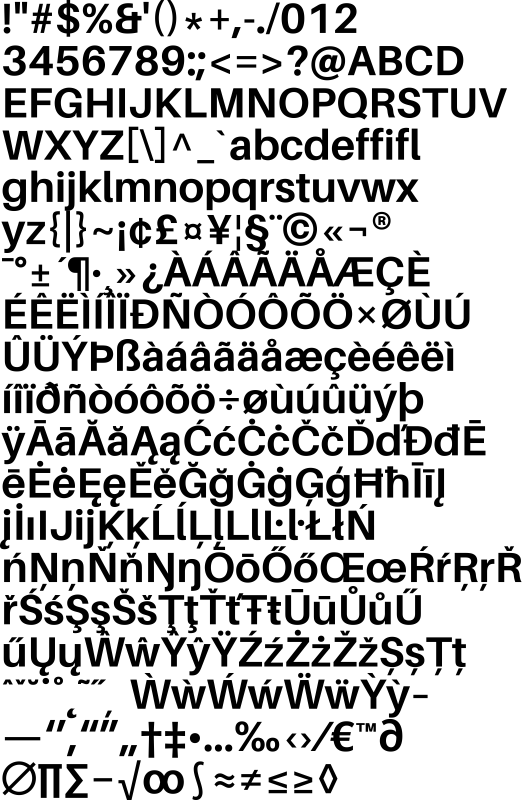 !"#$%&'()*+,-./012
3456789:;<=>?@ABCD
EFGHIJKLMNOPQRSTUV
WXYZ[\]^_`abcdeffifl
ghijklmnopqrstuvwx
yz{|}~¡¢£¤¥¦§¨©«¬®
¯°±´¶·¸»¿ÀÁÂÃÄÅÆÇÈ
ÉÊËÌÍÎÏÐÑÒÓÔÕÖ×ØÙÚ
ÛÜÝÞßàáâãäåæçèéêëì
íîïðñòóôõö÷øùúûüýþ
ÿĀāĂăĄąĆćĊċČčĎďĐđĒ
ēĖėĘęĚěĞğĠġĢģĦħĪīĮ
įİıIJijĶķĹĺĻļĽľĿŀŁłŃ
ńŅņŇňŊŋŌōŐőŒœŔŕŖŗŘ
řŚśŞşŠšŢţŤťŦŧŪūŮůŰ
űŲųŴŵŶŷŸŹźŻżŽžȘșȚț
ˆˇ˘˙˚˛˜˝ẀẁẂẃẄẅỲỳ–
—‘’‚“”„†‡•…‰‹›⁄€™∂
∅∏∑−√∞∫≈≠≤≥◊